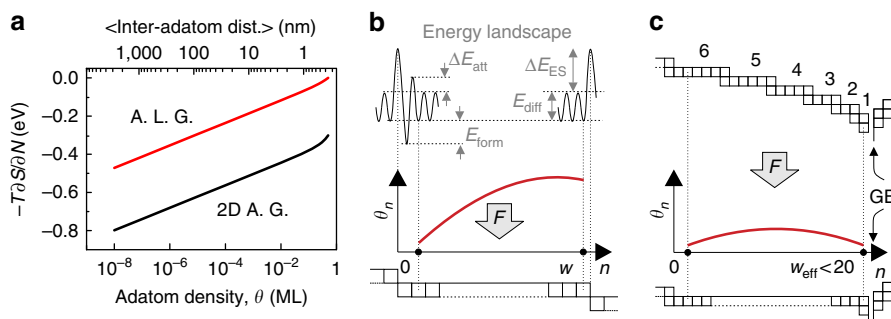 a
<Inter-adatom dist.> (nm)
1,000 100 10 1
0.0
−0.2
−0.4
−0.6
−0.8
−T∂S/∂N (eV)
A. L. G.
2D A. G.
10⁻⁸ 10⁻⁶ 10⁻⁴ 10⁻² 1
Adatom density, θ (ML)
b
Energy landscape
ΔE_att
ΔE_ES
E_diff
E_form
θ_n
F
0 w n
c
6 5 4 3 2 1
F
GB
θ_n
0 w_eff<20 n